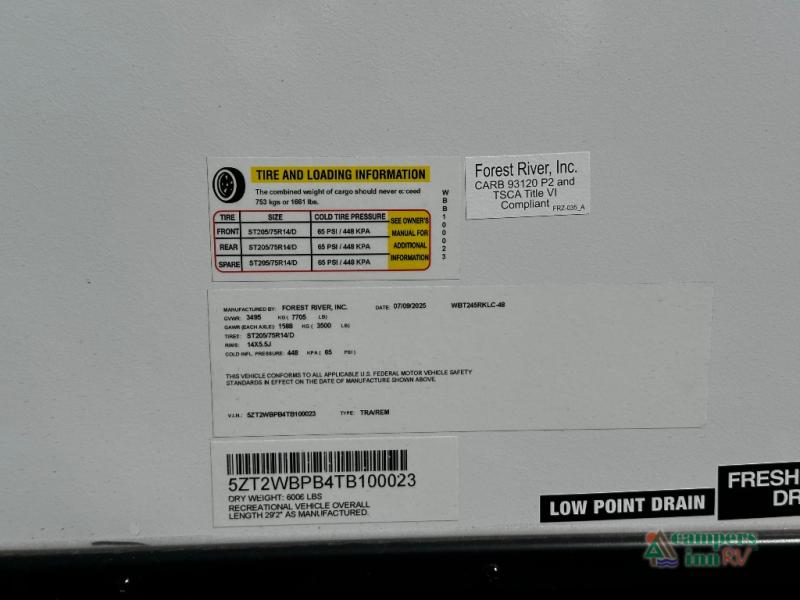 TIRE AND LOADING INFORMATION
The combined weight of cargo should never exceed
753 kgs or 1661 lbs.
TIRE SIZE COLD TIRE PRESSURE
FRONT ST205/75R14/D 65 PSI / 448 KPA
REAR ST205/75R14/D 65 PSI / 448 KPA
SPARE ST205/75R14/D 65 PSI / 448 KPA
SEE OWNER'S
MANUAL FOR
ADDITIONAL
INFORMATION
WBB100023
Forest River, Inc.
CARB 93120 P2 and
TSCA Title VI
Compliant FRZ-035_A
MANUFACTURED BY: FOREST RIVER, INC. DATE: 07/09/2025 WBT245RKLC-48
GVWR: 3495 KG ( 7705 LB)
GAWR (EACH AXLE): 1588 KG ( 3500 LB)
TIRES: ST205/75R14/D
RIMS: 14X5.5J
COLD INFL. PRESSURE: 448 KPA ( 65 PSI)
THIS VEHICLE CONFORMS TO ALL APPLICABLE U.S. FEDERAL MOTOR VEHICLE SAFETY
STANDARDS IN EFFECT ON THE DATE OF MANUFACTURE SHOWN ABOVE.
V.I.N.: 5ZT2WBPB4TB100023 TYPE: TRA/REM
5ZT2WBPB4TB100023
DRY WEIGHT: 6006 LBS
RECREATIONAL VEHICLE OVERALL
LENGTH 29'2" AS MANUFACTURED.
LOW POINT DRAIN
FRESH
DR
campers
inn RV